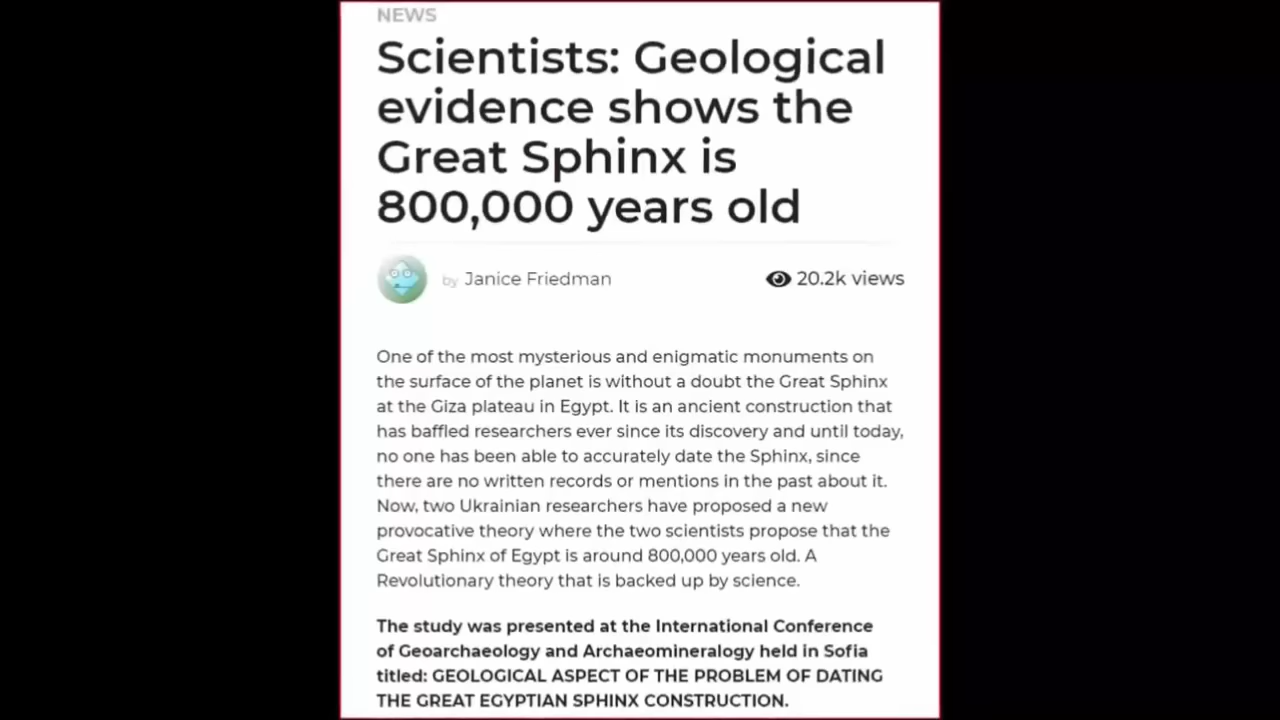 NEWS
Scientists: Geological
evidence shows the
Great Sphinx is
800,000 years old
by Janice Friedman
20.2k views
One of the most mysterious and enigmatic monuments on
the surface of the planet is without a doubt the Great Sphinx
at the Giza plateau in Egypt. It is an ancient construction that
has baffled researchers ever since its discovery and until today,
no one has been able to accurately date the Sphinx, since
there are no written records or mentions in the past about it.
Now, two Ukrainian researchers have proposed a new
provocative theory where the two scientists propose that the
Great Sphinx of Egypt is around 800,000 years old. A
Revolutionary theory that is backed up by science.
The study was presented at the International Conference
of Geoarchaeology and Archaeomineralogy held in Sofia
titled: GEOLOGICAL ASPECT OF THE PROBLEM OF DATING
THE GREAT EGYPTIAN SPHINX CONSTRUCTION.